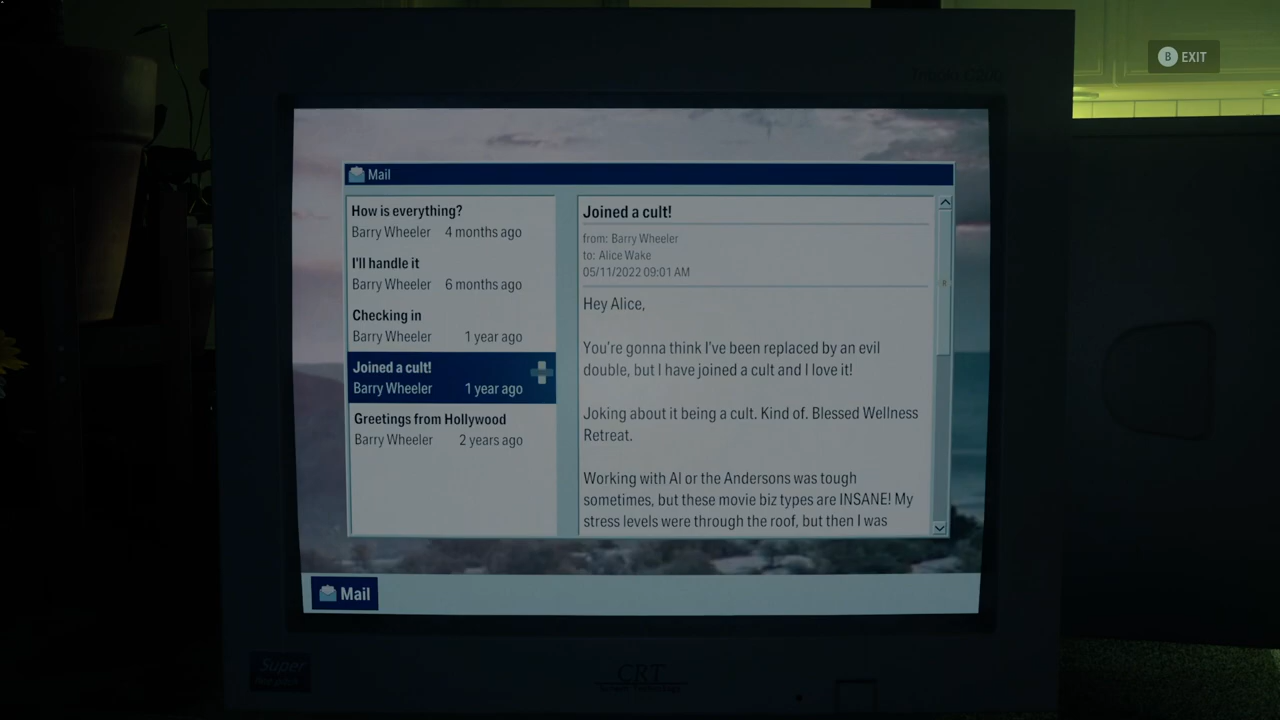 B EXIT
Mail
How is everything?
Barry Wheeler 4 months ago
I'll handle it
Barry Wheeler 6 months ago
Checking in
Barry Wheeler 1 year ago
Joined a cult!
Barry Wheeler 1 year ago
Greetings from Hollywood
Barry Wheeler 2 years ago
Joined a cult!
from: Barry Wheeler
to: Alice Wake
05/11/2022 09:01 AM
Hey Alice,
You're gonna think I've been replaced by an evil
double, but I have joined a cult and I love it!
Joking about it being a cult. Kind of. Blessed Wellness
Retreat.
Working with Al or the Andersons was tough
sometimes, but these movie biz types are INSANE! My
stress levels were through the roof, but then I was
Mail
Super
CRT